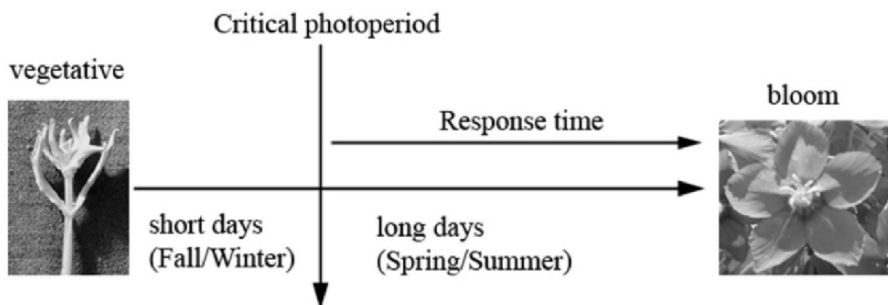 Critical photoperiod
vegetative
bloom
Response time
short days
(Fall/Winter)
long days
(Spring/Summer)